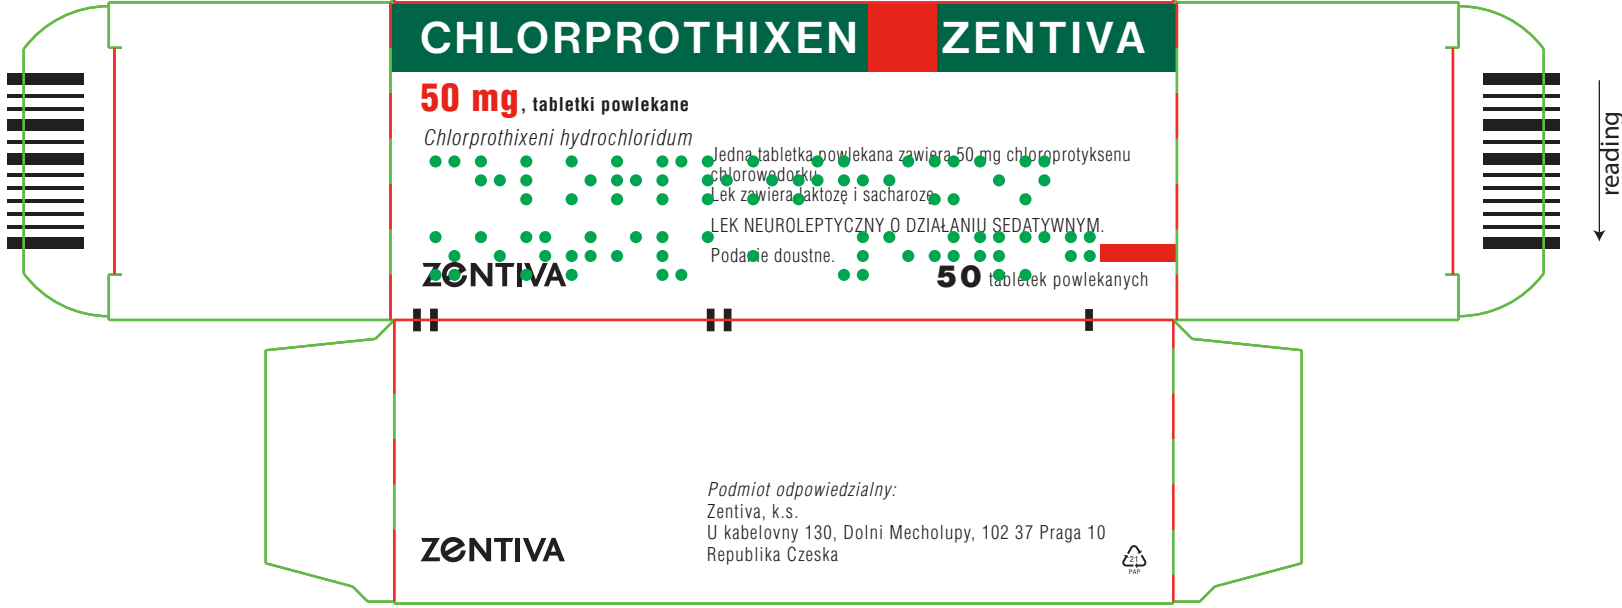 CHLORPROTHIXEN ZENTIVA
50 mg, tabletki powlekane
Chlorprothixeni hydrochloridum
Jedna tabletka powlekana zawiera 50 mg chloroprotyksenu
chlorowodorku.
Lek zawiera laktozę i sacharozę.
LEK NEUROLEPTYCZNY O DZIAŁANIU SEDATYWNYM.
Podanie doustne.
ZENTIVA
50 tabletek powlekanych
reading
Podmiot odpowiedzialny:
Zentiva, k.s.
U kabelovny 130, Dolni Mecholupy, 102 37 Praga 10
Republika Czeska
ZENTIVA
21
PAP